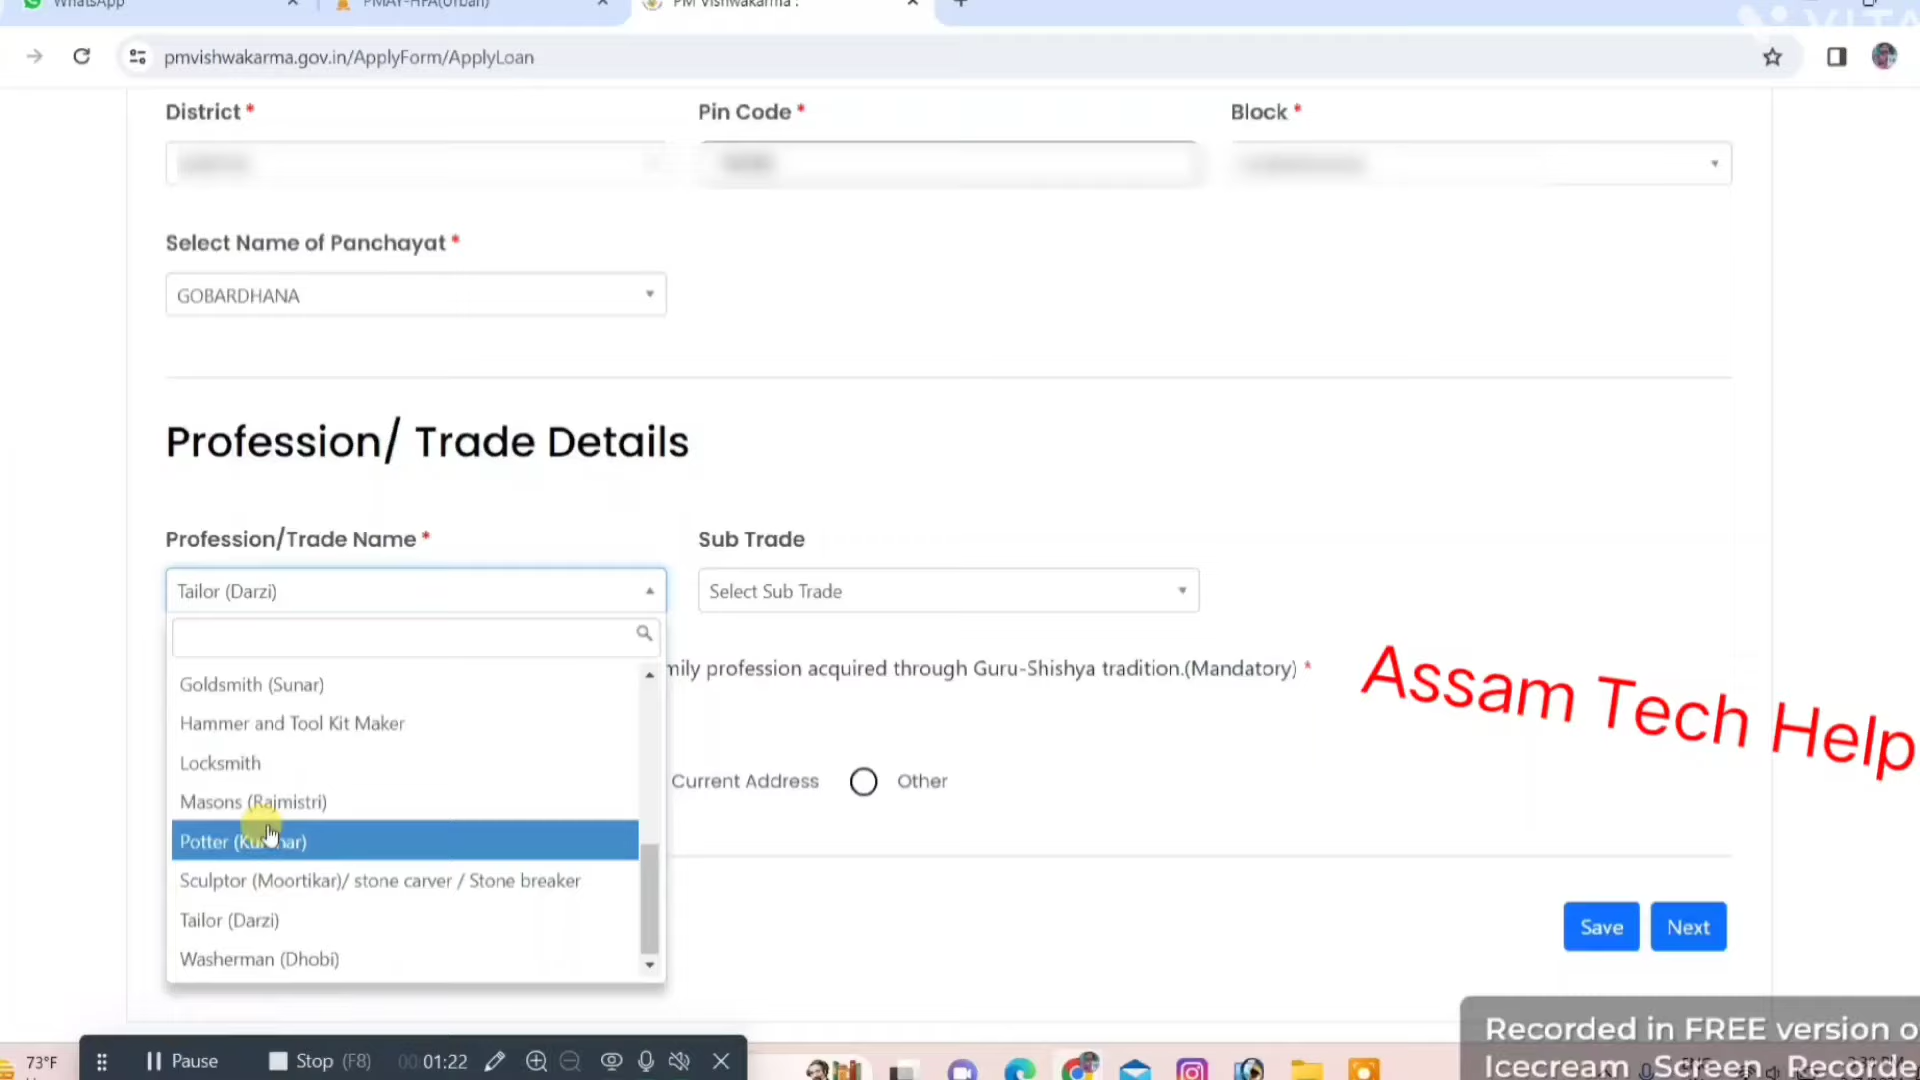 WhatsApp
PMAY-HFA(Urban)
PM Vishwakarma :
pmvishwakarma.gov.in/ApplyForm/ApplyLoan
District *
Pin Code *
Block *
Select Name of Panchayat *
GOBARDHANA
Profession/ Trade Details
Profession/Trade Name *
Sub Trade
Tailor (Darzi)
Select Sub Trade
mily profession acquired through Guru-Shishya tradition.(Mandatory) *
Goldsmith (Sunar)
Hammer and Tool Kit Maker
Locksmith
Masons (Rajmistri)
Current Address
Other
Potter
Sculptor (Moortikar)/ stone carver / Stone breaker
Tailor (Darzi)
Washerman (Dhobi)
Assam Tech Help
Save
Next
73°F
Pause
Stop (F8)
00:01:22
Recorded in FREE version o
Icecream Screen Recorde